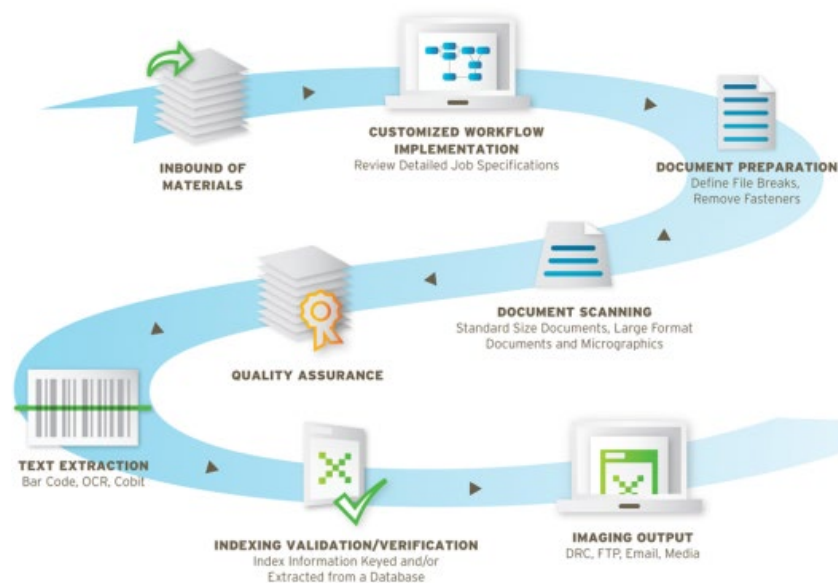 INBOUND OF
MATERIALS
CUSTOMIZED WORKFLOW
IMPLEMENTATION
Review Detailed Job Specifications
DOCUMENT PREPARATION
Define File Breaks,
Remove Fasteners
DOCUMENT SCANNING
Standard Size Documents, Large Format
Documents and Micrographics
QUALITY ASSURANCE
TEXT EXTRACTION
Bar Code, OCR, Cobit
INDEXING VALIDATION/VERIFICATION
Index Information Keyed and/or
Extracted from a Database
IMAGING OUTPUT
DRC, FTP, Email, Media